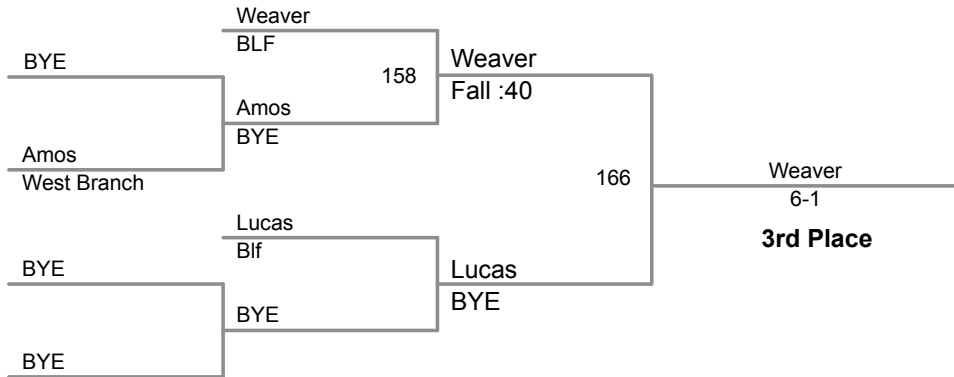 Weaver
BLF
BYE
158
Weaver
Fall :40
Amos
BYE
Amos
West Branch
166
Weaver
6-1
3rd Place
Lucas
Blf
BYE
Lucas
BYE
BYE
BYE